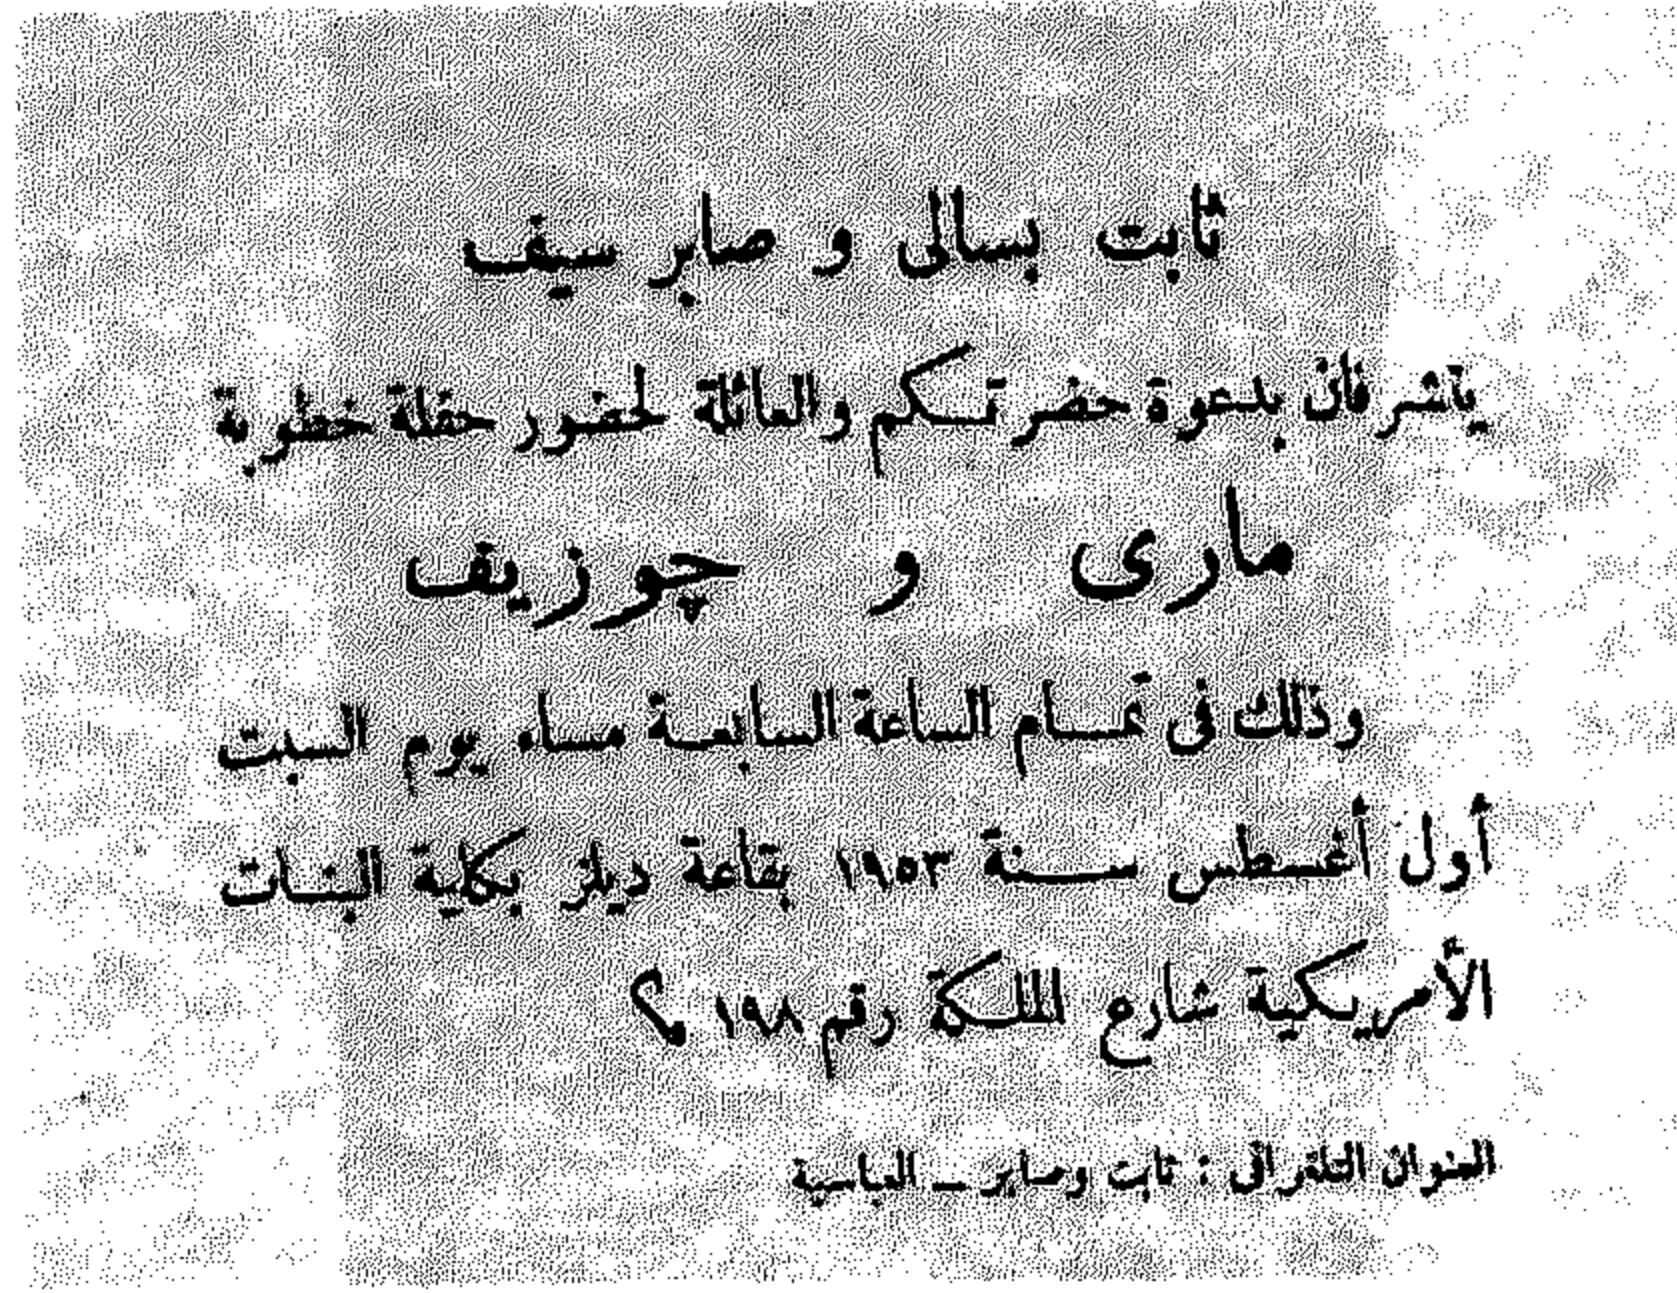 ثابت بسالى و صابر سيف
يتشرفان بدعوة حضرتكم والعائلة لحضور حفلة خطوبة
مارى و چوزيف
وذلك فى تمام الساعة السابعة مساء يوم السبت
أول أغسطس سنة ١٩٥٣ بقاعة ديلز بكلية البنات
الأمريكية شارع الملكة رقم ١٩٨
العنوان التلغرافى : ثابت وصابر ــ العباسية